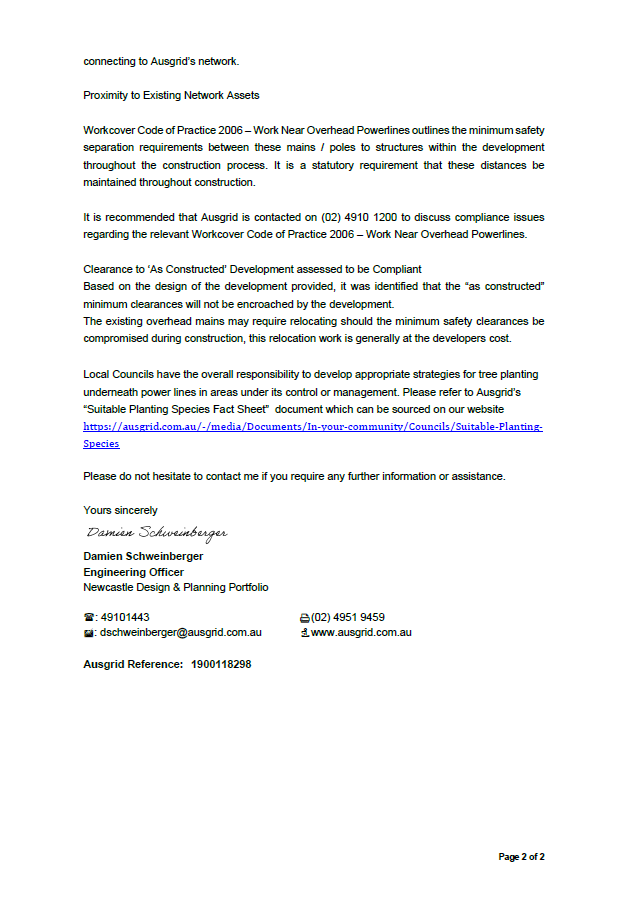 connecting to Ausgrid's network.
Proximity to Existing Network Assets
Workcover Code of Practice 2006 – Work Near Overhead Powerlines outlines the minimum safety
separation requirements between these mains / poles to structures within the development
throughout the construction process. It is a statutory requirement that these distances be
maintained throughout construction.
It is recommended that Ausgrid is contacted on (02) 4910 1200 to discuss compliance issues
regarding the relevant Workcover Code of Practice 2006 – Work Near Overhead Powerlines.
Clearance to ‘As Constructed’ Development assessed to be Compliant
Based on the design of the development provided, it was identified that the “as constructed”
minimum clearances will not be encroached by the development.
The existing overhead mains may require relocating should the minimum safety clearances be
compromised during construction, this relocation work is generally at the developers cost.
Local Councils have the overall responsibility to develop appropriate strategies for tree planting
underneath power lines in areas under its control or management. Please refer to Ausgrid’s
“Suitable Planting Species Fact Sheet” document which can be sourced on our website
https://ausgrid.com.au/-/media/Documents/In-your-community/Councils/Suitable-Planting-
Species
Please do not hesitate to contact me if you require any further information or assistance.
Yours sincerely
Damien Schweinberger
Damien Schweinberger
Engineering Officer
Newcastle Design & Planning Portfolio
☎: 49101443 (02) 4951 9459
: dschweinberger@ausgrid.com.au www.ausgrid.com.au
Ausgrid Reference: 1900118298
Page 2 of 2